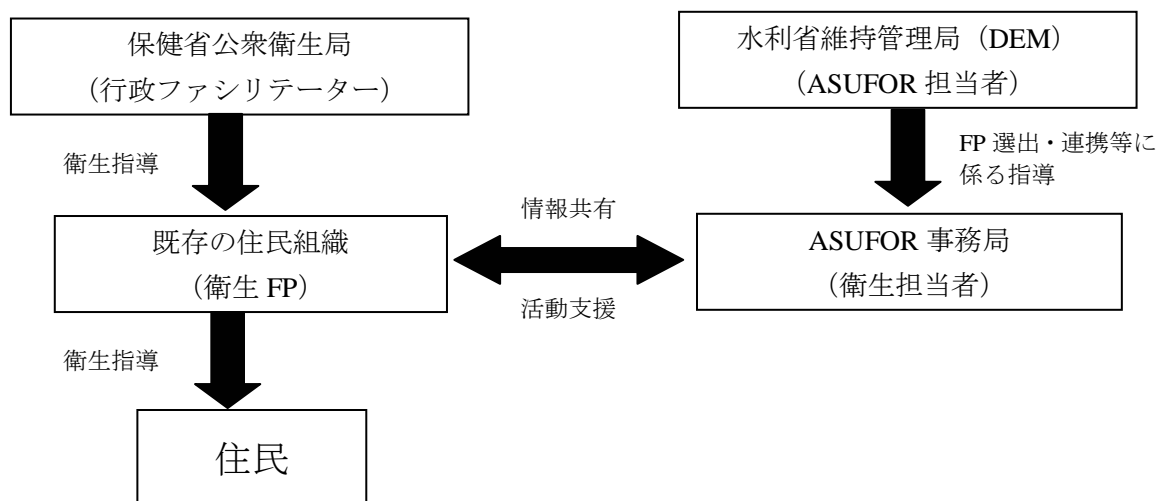 保健省公衆衛生局
（行政ファシリテーター）
水利省維持管理局（DEM）
（ASUFOR 担当者）
衛生指導
FP 選出・連携等に
係る指導
既存の住民組織
（衛生 FP）
情報共有
活動支援
ASUFOR 事務局
（衛生担当者）
衛生指導
住民